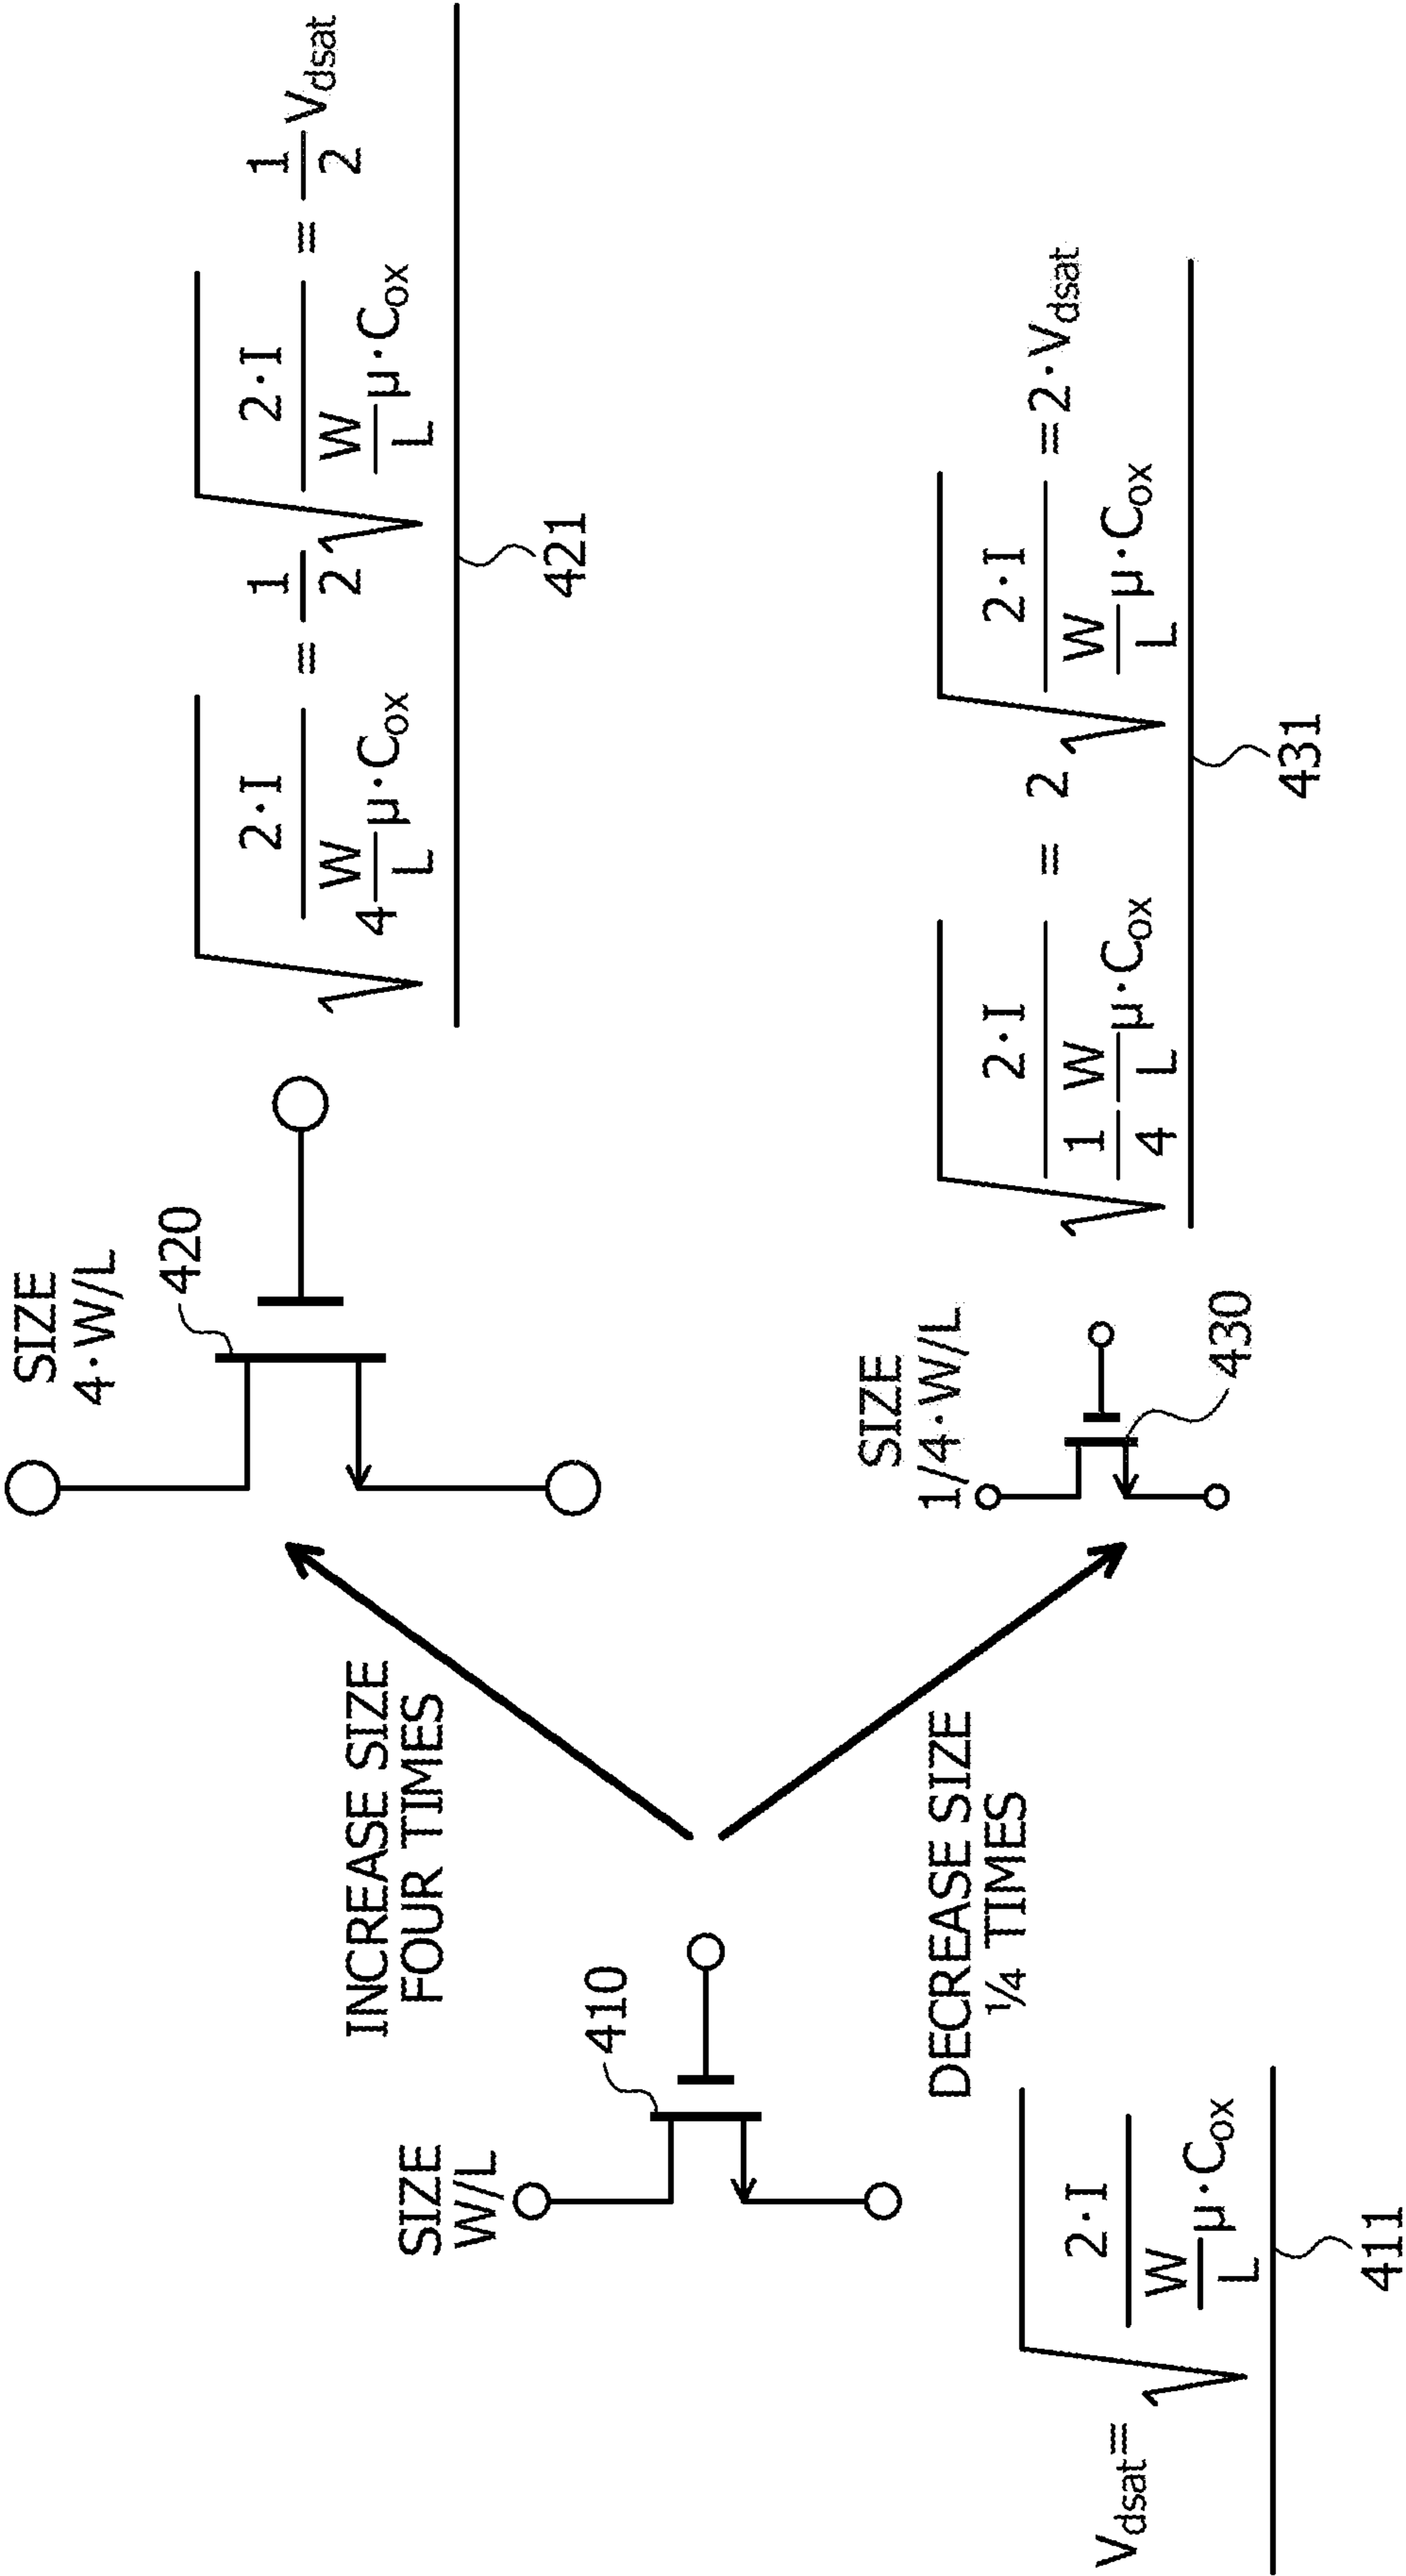 SIZE
W/L
410
V_dsat = √(2·I / (W/L μ·C_ox))
411
INCREASE SIZE
FOUR TIMES
DECREASE SIZE
¼ TIMES
SIZE
4·W/L
420
√(2·I / (4 W/L μ·C_ox)) = 1/2 √(2·I / (W/L μ·C_ox)) = 1/2 V_dsat
421
SIZE
1/4·W/L
430
√(2·I / (1/4 W/L μ·C_ox)) = 2 √(2·I / (W/L μ·C_ox)) = 2·V_dsat
431